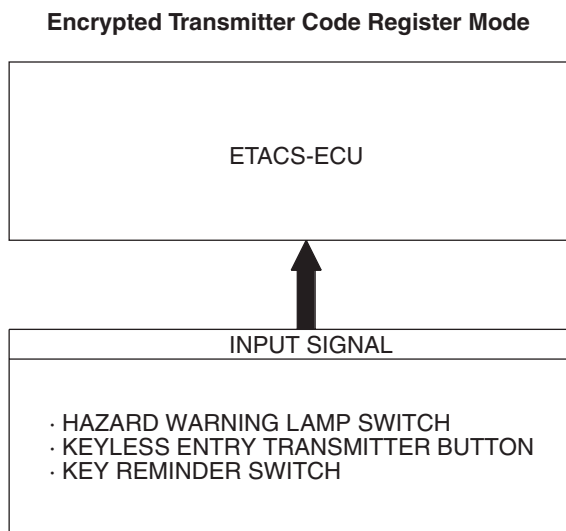 Encrypted Transmitter Code Register Mode
ETACS-ECU
INPUT SIGNAL
· HAZARD WARNING LAMP SWITCH
· KEYLESS ENTRY TRANSMITTER BUTTON
· KEY REMINDER SWITCH